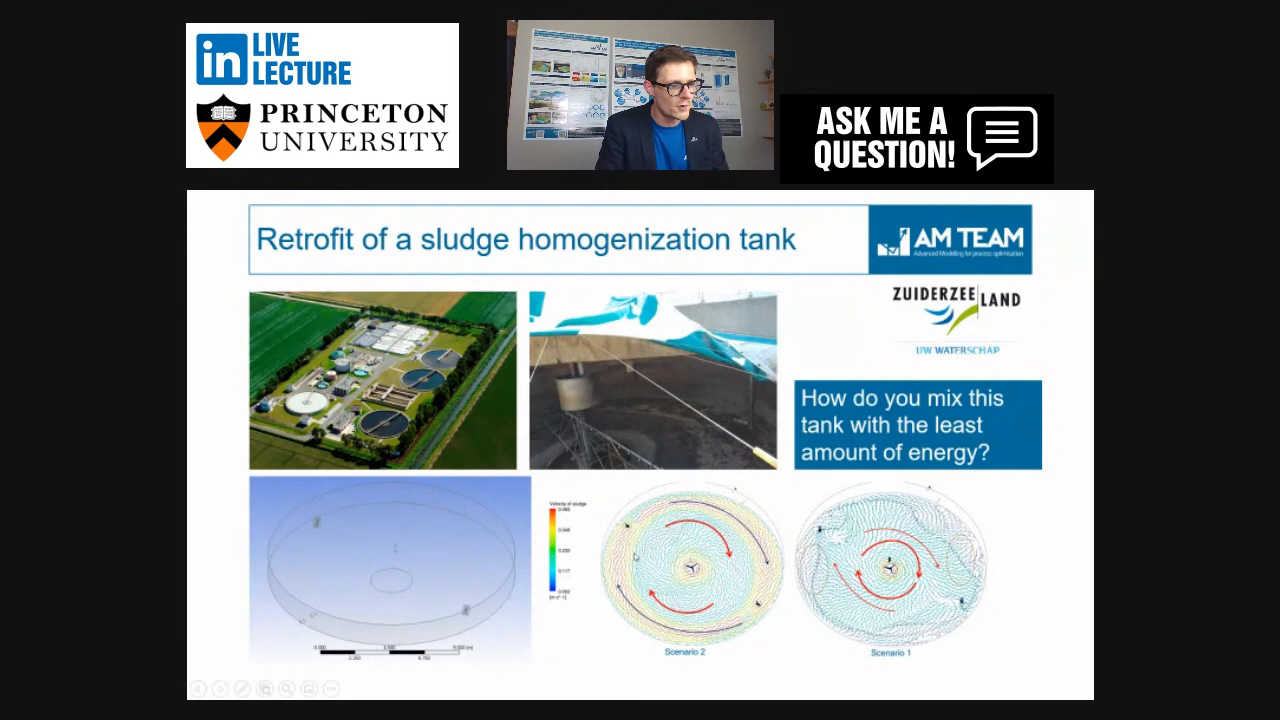 in LIVE
LECTURE
PRINCETON
UNIVERSITY
ASK ME A
QUESTION!
Retrofit of a sludge homogenization tank
AM TEAM
Advanced Modelling for process optimisation
ZUIDERZEELAND
UW WATERSCHAP
How do you mix this
tank with the least
amount of energy?
Velocity of sludge
Scenario 2
Scenario 1